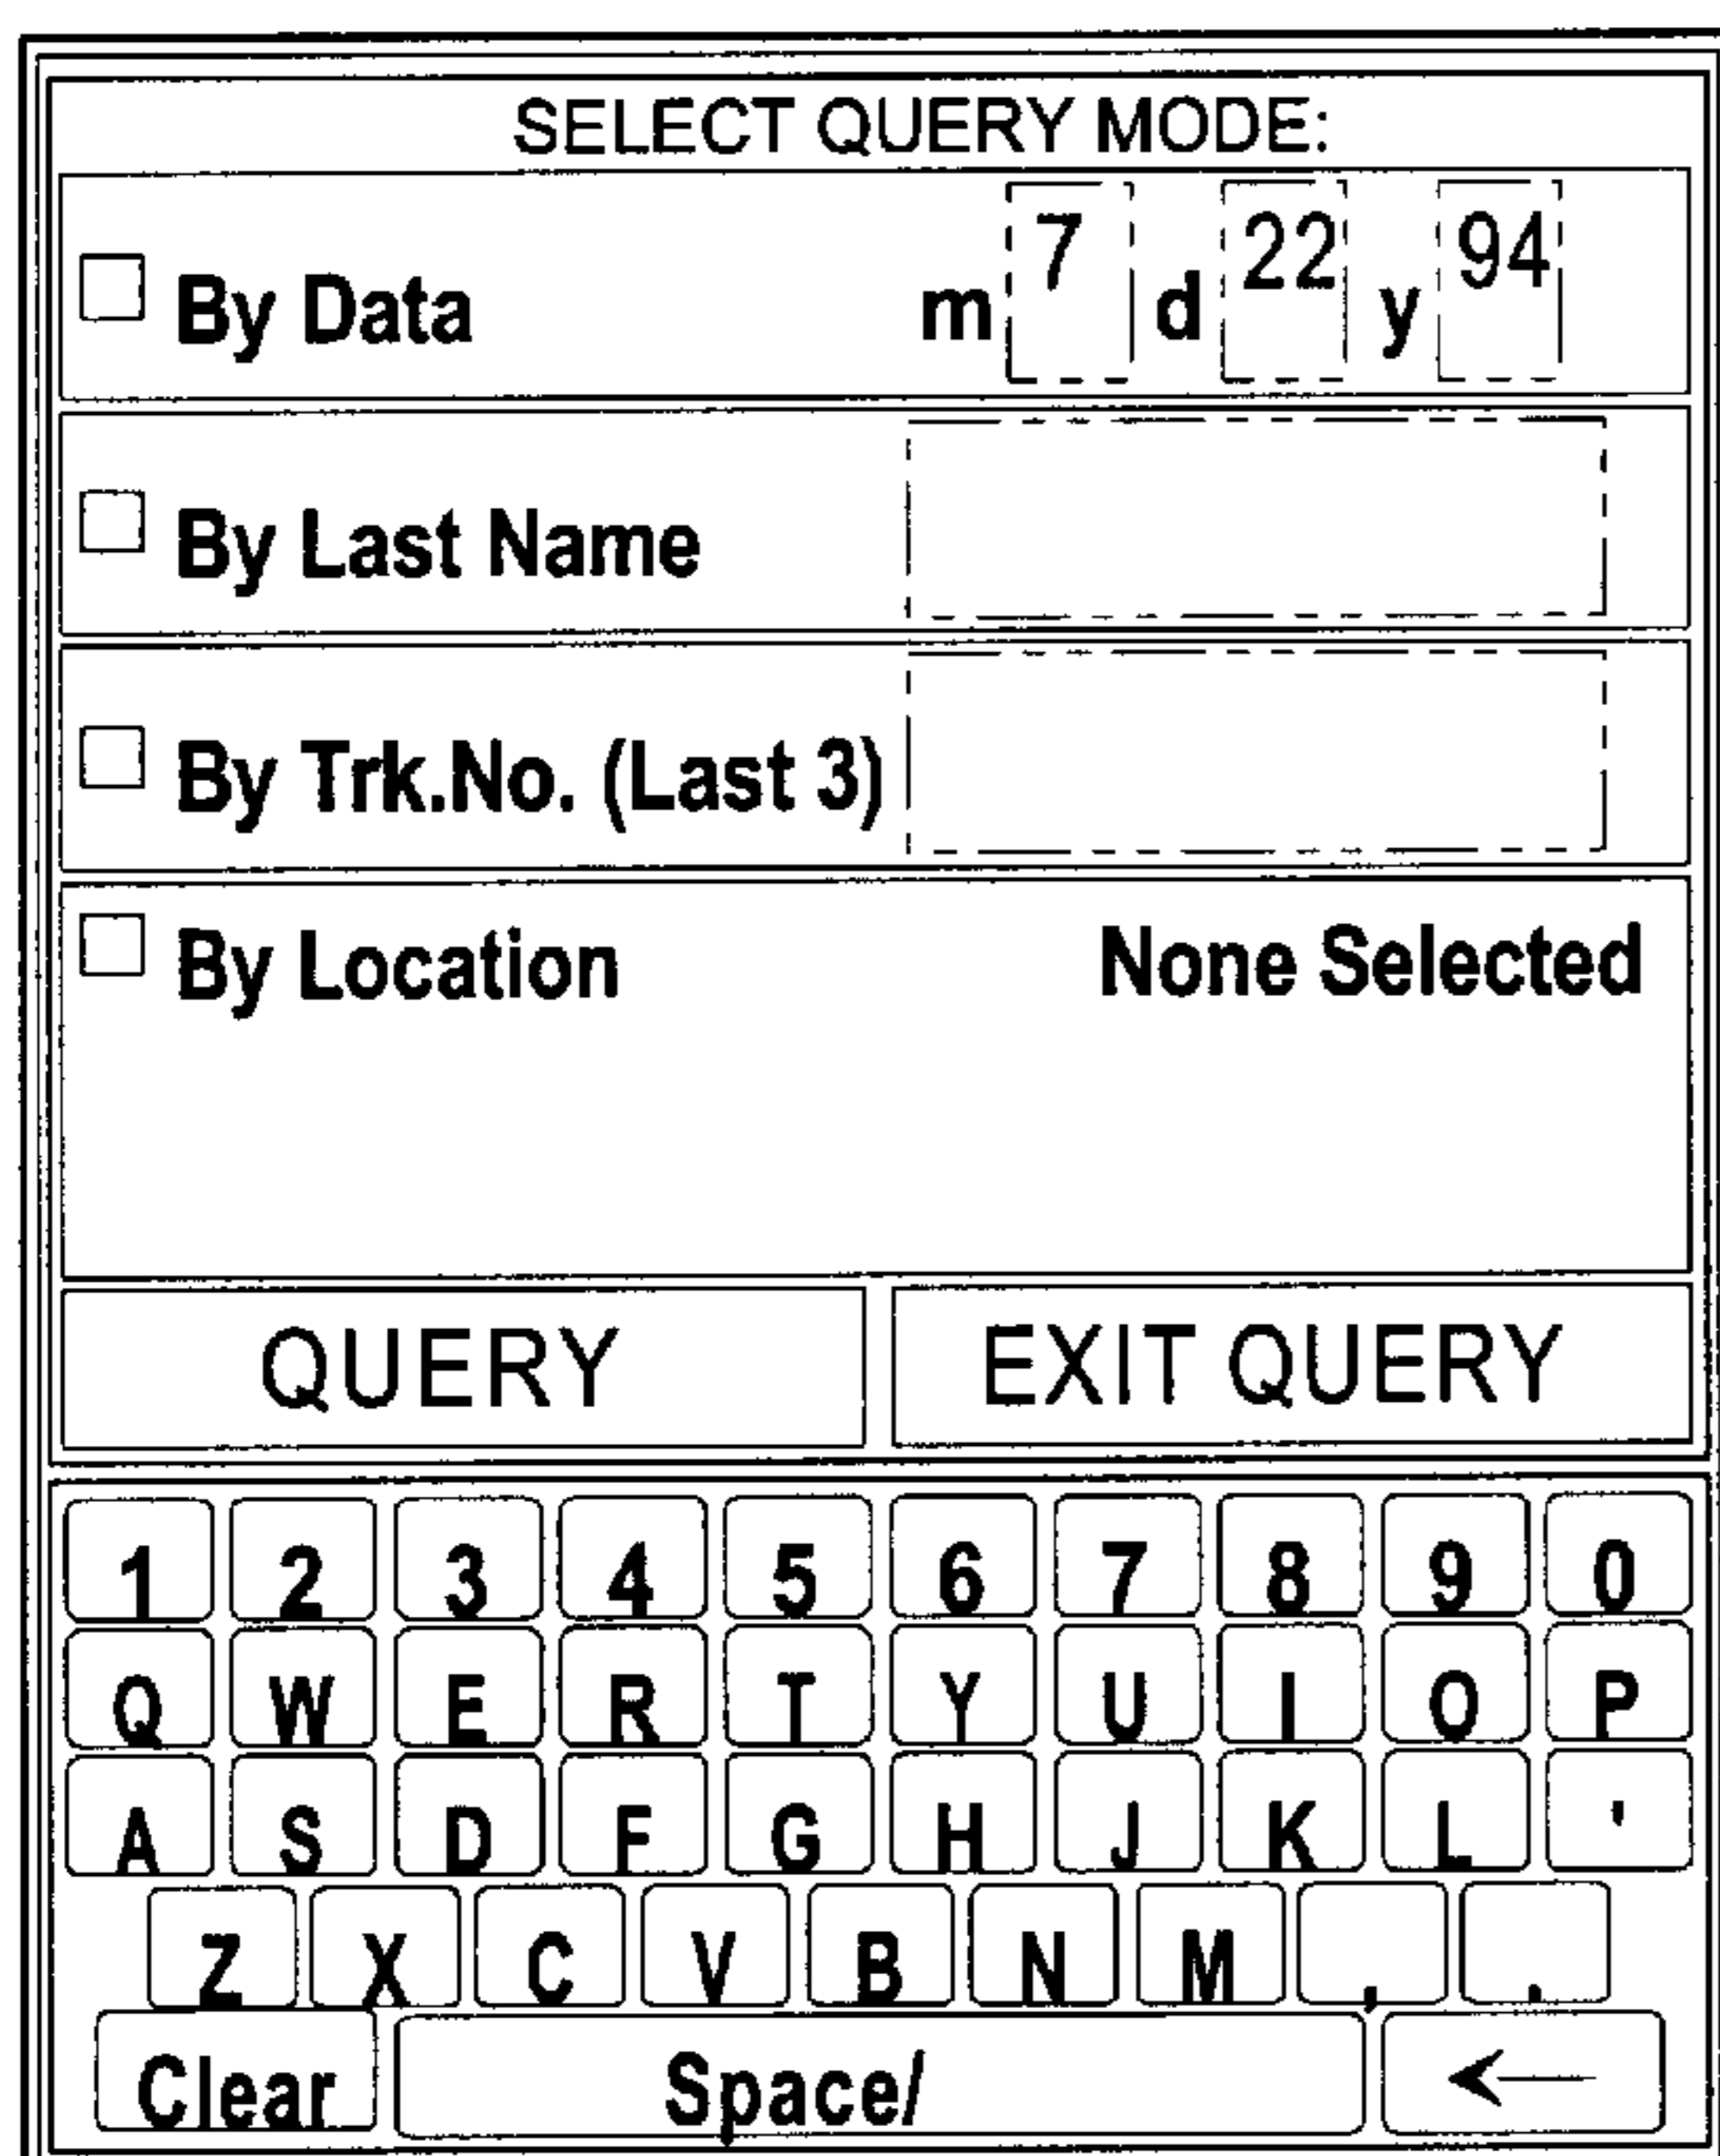 SELECT QUERY MODE:
By Data m 7 d 22 y 94
By Last Name
By Trk.No. (Last 3)
By Location None Selected
QUERY EXIT QUERY
1 2 3 4 5 6 7 8 9 0
Q W E R T Y U I O P
A S D F G H J K L '
Z X C V B N M , .
Clear Space/ ←